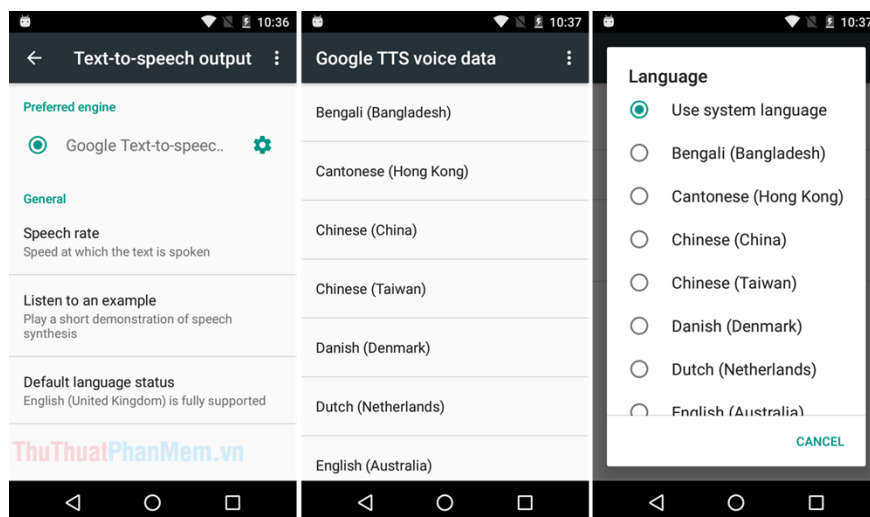 10:36
Text-to-speech output
Preferred engine
Google Text-to-speec..
General
Speech rate
Speed at which the text is spoken
Listen to an example
Play a short demonstration of speech
synthesis
Default language status
English (United Kingdom) is fully supported
ThuThuatPhanMem.vn
10:37
Google TTS voice data
Bengali (Bangladesh)
Cantonese (Hong Kong)
Chinese (China)
Chinese (Taiwan)
Danish (Denmark)
Dutch (Netherlands)
English (Australia)
10:37
Language
Use system language
Bengali (Bangladesh)
Cantonese (Hong Kong)
Chinese (China)
Chinese (Taiwan)
Danish (Denmark)
Dutch (Netherlands)
English (Australia)
CANCEL